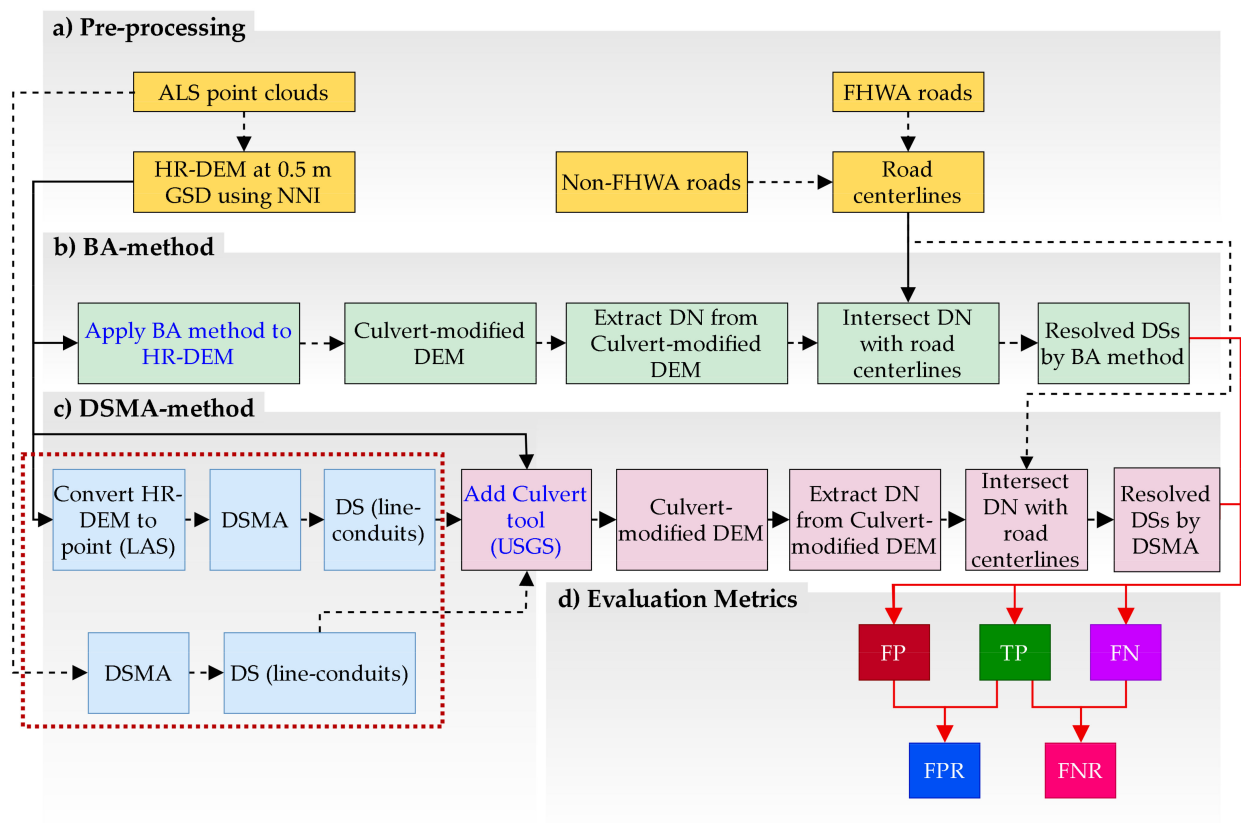 a) Pre-processing
ALS point clouds
FHWA roads
HR-DEM at 0.5 m
GSD using NNI
Non-FHWA roads
Road
centerlines
b) BA-method
Apply BA method to
HR-DEM
Culvert-modified
DEM
Extract DN from
Culvert-modified
DEM
Intersect DN
with road
centerlines
Resolved DSs
by BA method
c) DSMA-method
Convert HR-
DEM to
point (LAS)
DSMA
DS (line-
conduits)
Add Culvert
tool
(USGS)
Culvert-
modified DEM
Extract DN
from Culvert-
modified DEM
Intersect
DN with
road
centerlines
Resolved
DSs by
DSMA
DSMA
DS (line-conduits)
d) Evaluation Metrics
FP
TP
FN
FPR
FNR